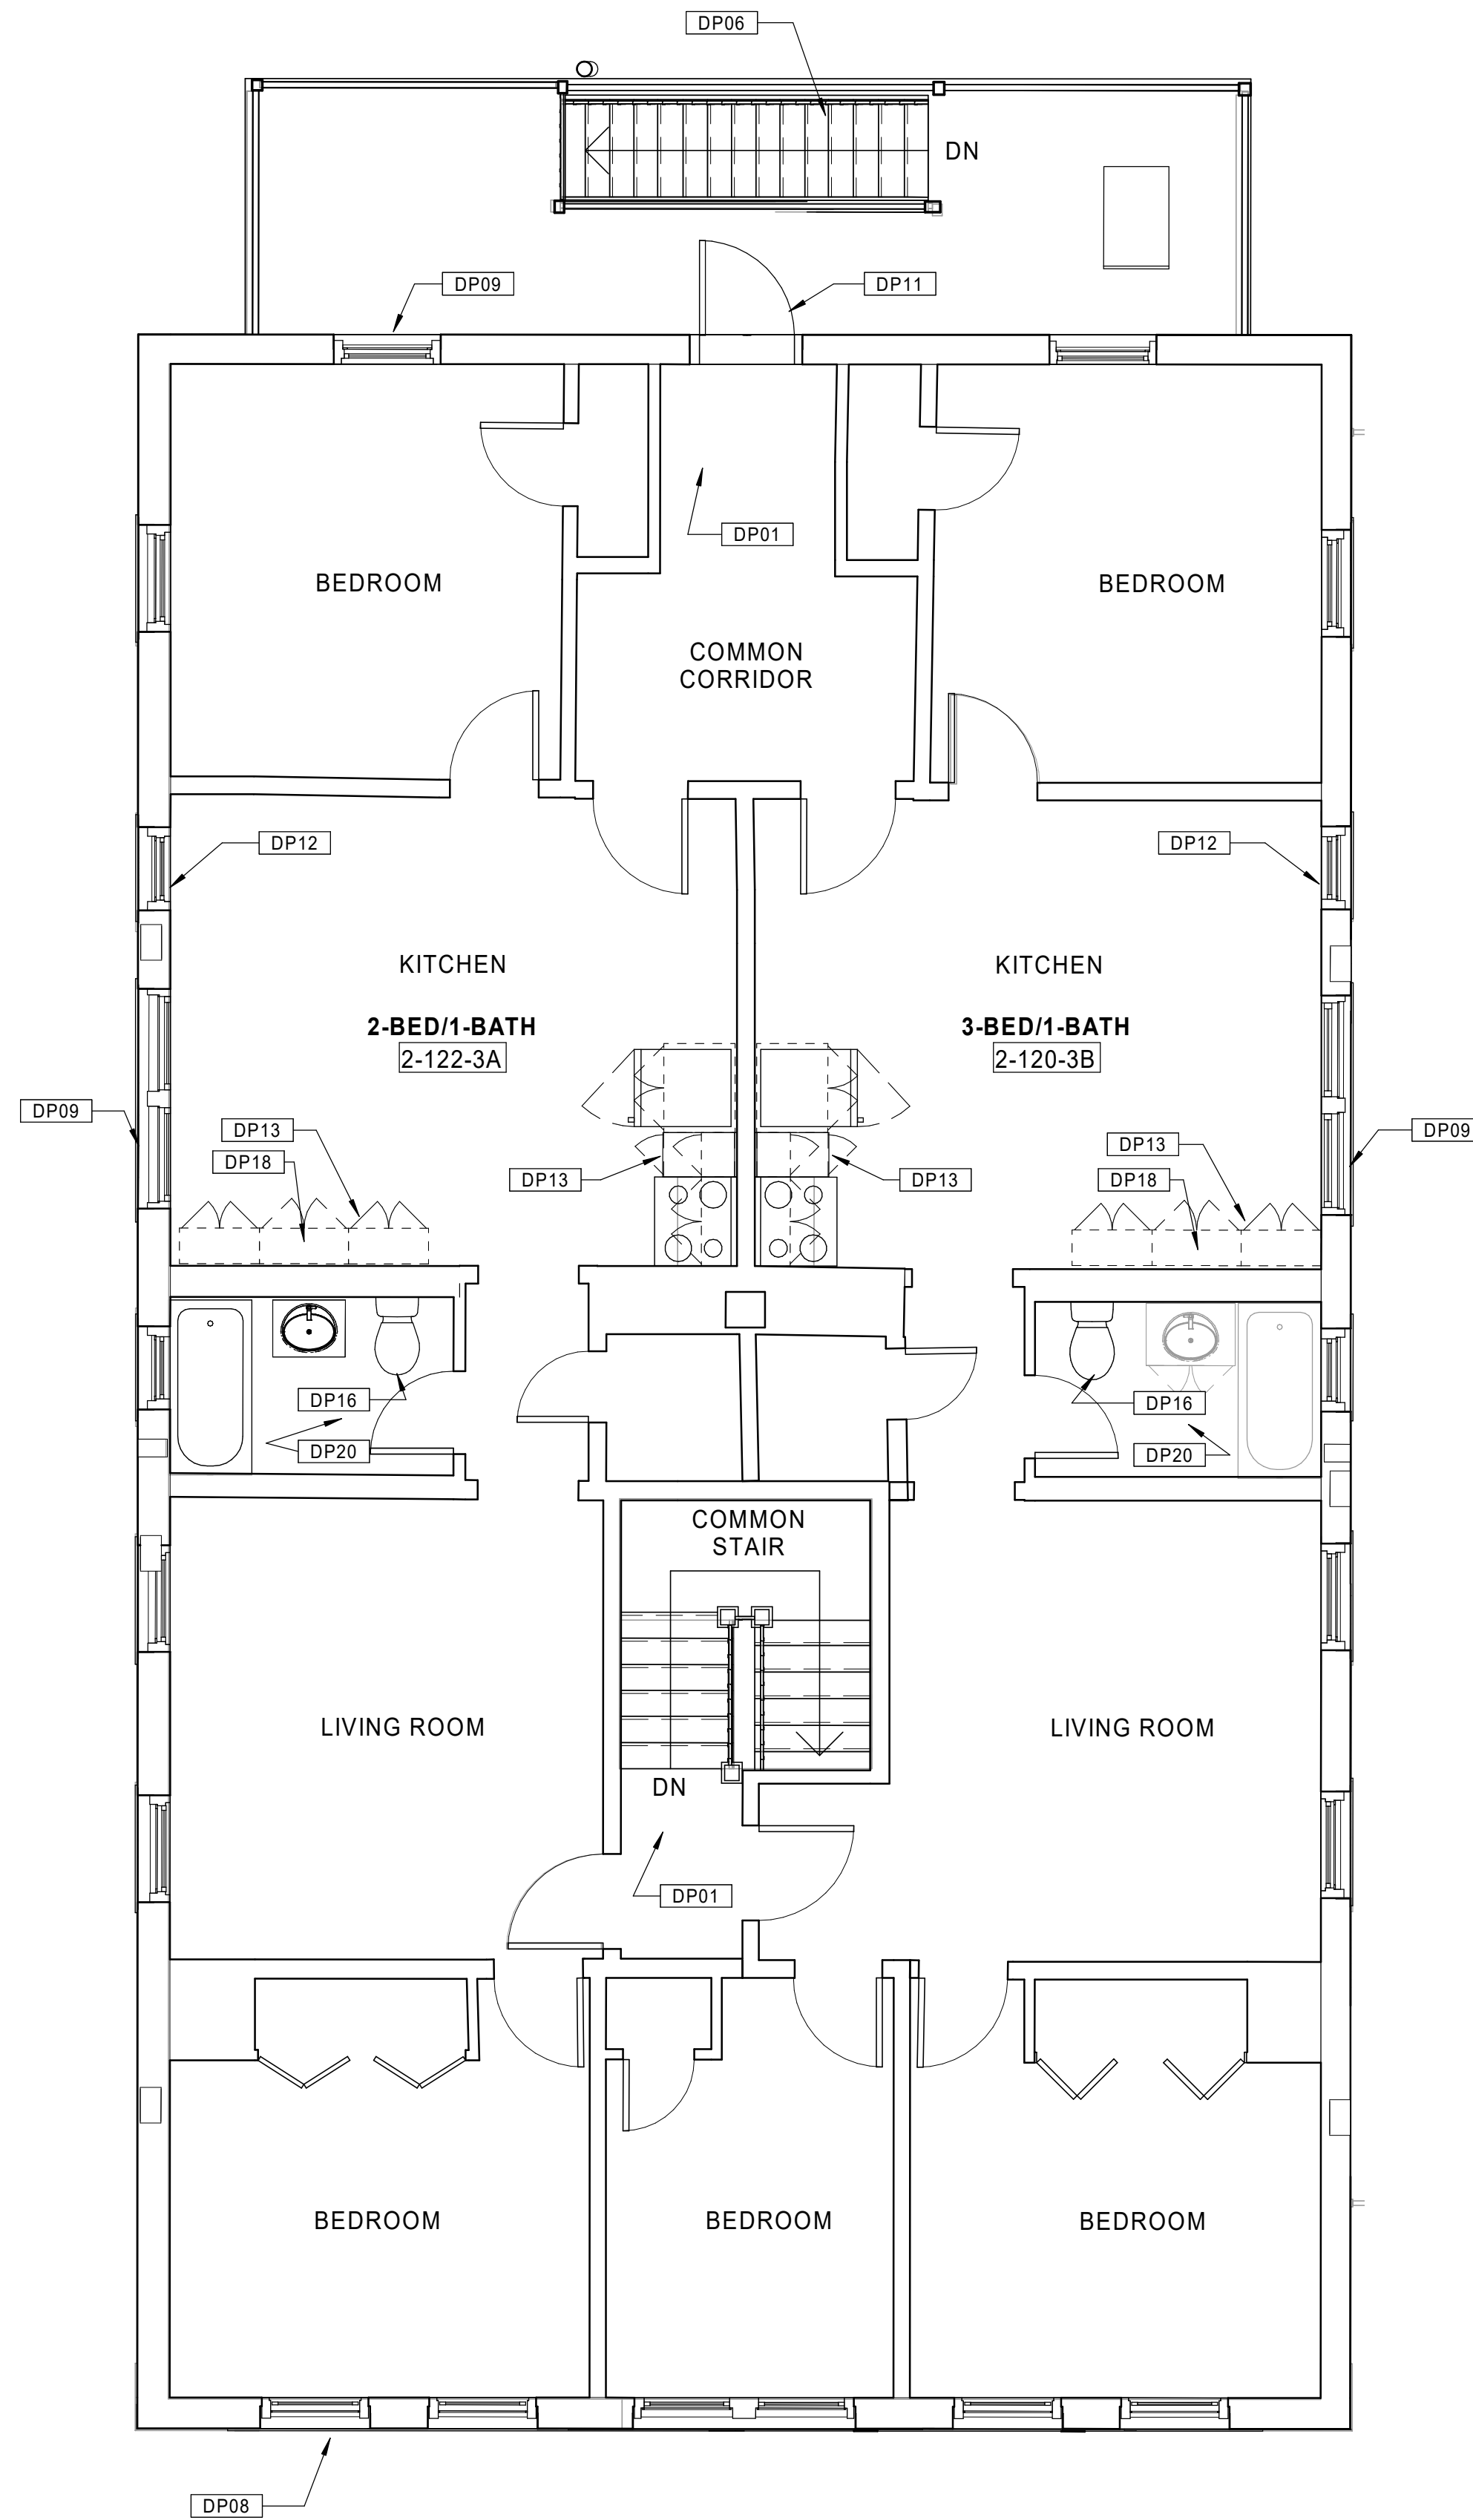 DP06
DN
DP09
DP11
DP01
BEDROOM
BEDROOM
COMMON
CORRIDOR
DP12
DP12
KITCHEN
KITCHEN
2-BED/1-BATH
3-BED/1-BATH
2-122-3A
2-120-3B
DP09
DP13
DP13
DP09
DP18
DP13
DP13
DP18
DP16
DP16
DP20
DP20
COMMON
STAIR
LIVING ROOM
LIVING ROOM
DN
DP01
BEDROOM
BEDROOM
BEDROOM
DP08